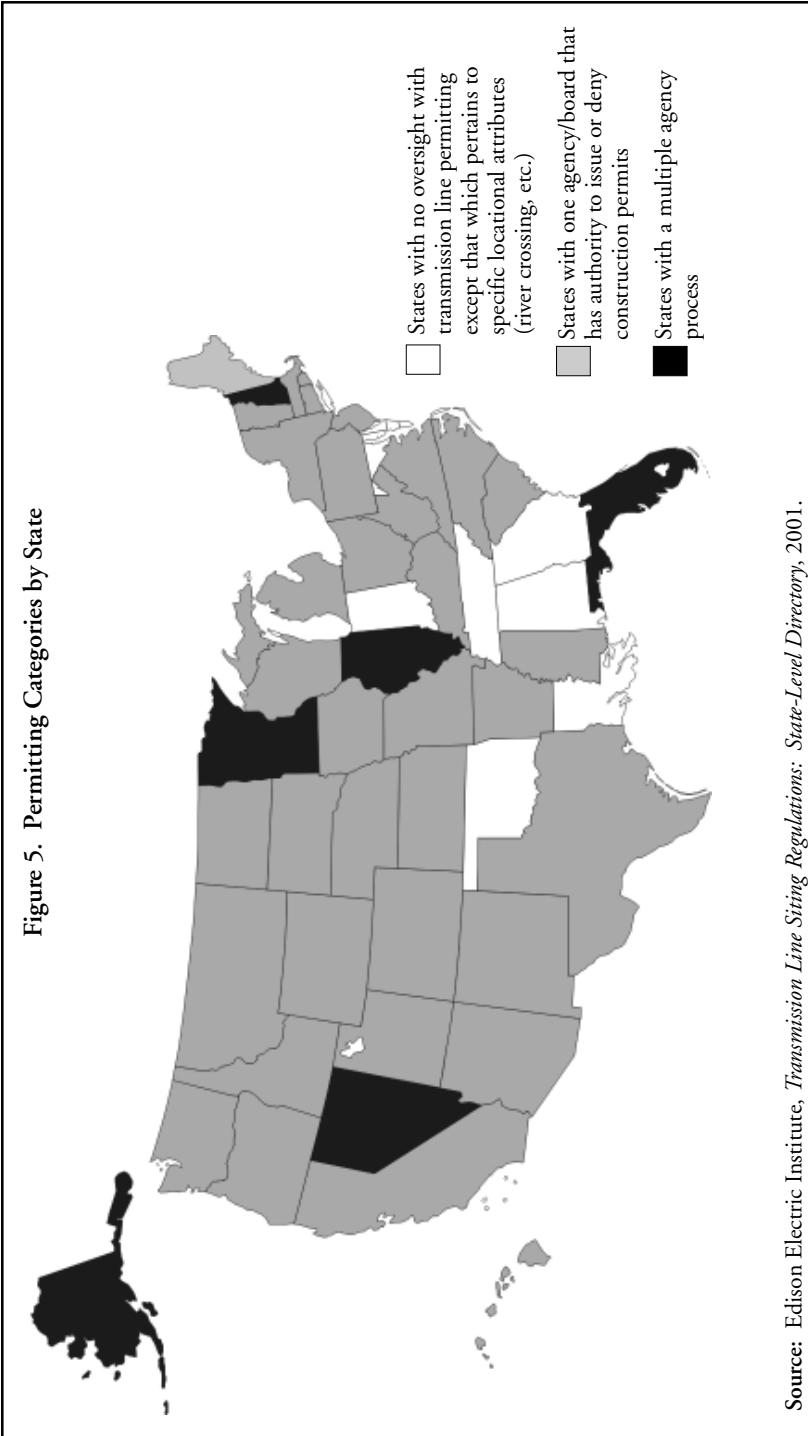 Figure 5. Permitting Categories by State
States with no oversight with
transmission line permitting
except that which pertains to
specific locational attributes
(river crossing, etc.)
States with one agency/board that
has authority to issue or deny
construction permits
States with a multiple agency
process
Source: Edison Electric Institute, Transmission Line Siting Regulations: State-Level Directory, 2001.